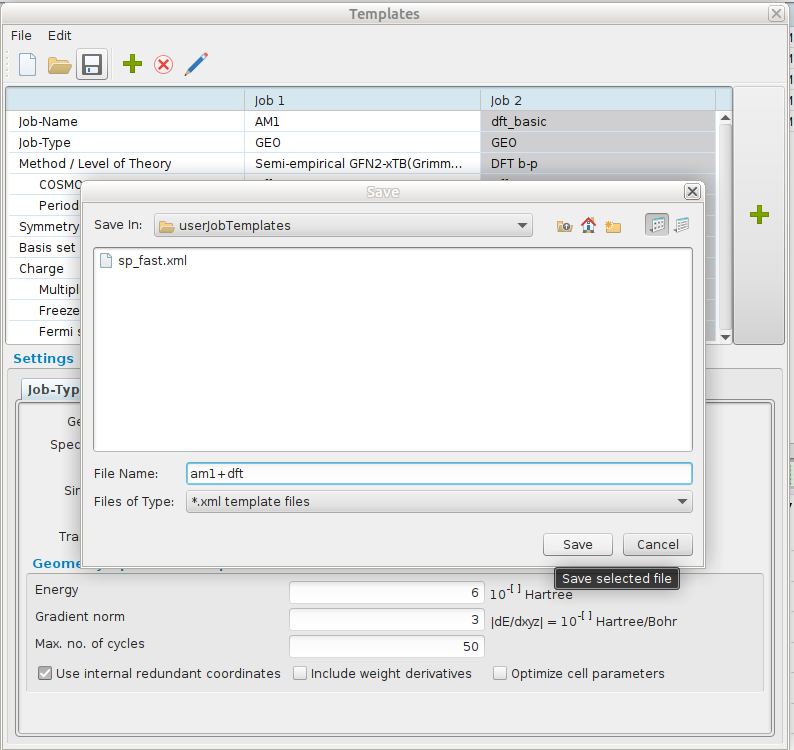 Templates
File Edit
Job 1 Job 2
Job-Name AM1 dft_basic
Job-Type GEO GEO
Method / Level of Theory Semi-empirical GFN2-xTB(Grimm... DFT b-p
COSMO
Save
Period
Save In: userJobTemplates
Symmetry
Basis set
sp_fast.xml
Charge
Multipl
Freeze
Fermi s
Settings
Job-Typ
Ge
Spec
File Name: am1+dft
Sin
Files of Type: *.xml template files
Tra
Save Cancel
Geome
Save selected file
Energy 6 10^-[ ] Hartree
Gradient norm 3 |dE/dxyz| = 10^-[ ] Hartree/Bohr
Max. no. of cycles 50
Use internal redundant coordinates Include weight derivatives Optimize cell parameters